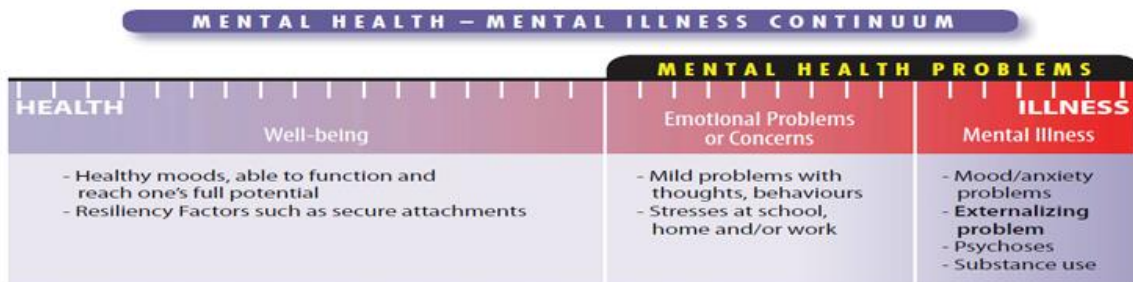 MENTAL HEALTH – MENTAL ILLNESS CONTINUUM
MENTAL HEALTH PROBLEMS
HEALTH
ILLNESS
Well-being
Emotional Problems
or Concerns
Mental Illness
- Healthy moods, able to function and
reach one's full potential
- Resiliency Factors such as secure attachments
- Mild problems with
thoughts, behaviours
- Stresses at school,
home and/or work
- Mood/anxiety
problems
- Externalizing
problem
- Psychoses
- Substance use